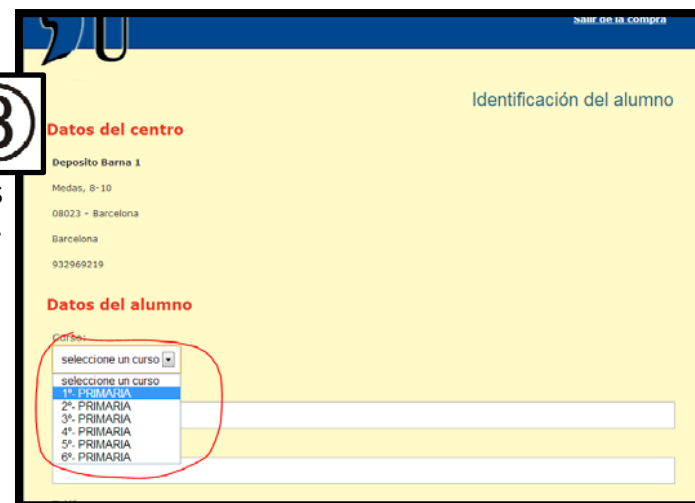 Salir de la compra
Identificación del alumno
3
Datos del centro
Deposito Barna 1
Medas, 8-10
08023 - Barcelona
Barcelona
932969219
Datos del alumno
Curso:
seleccione un curso
seleccione un curso
1º- PRIMARIA
2º- PRIMARIA
3º- PRIMARIA
4º- PRIMARIA
5º- PRIMARIA
6º- PRIMARIA